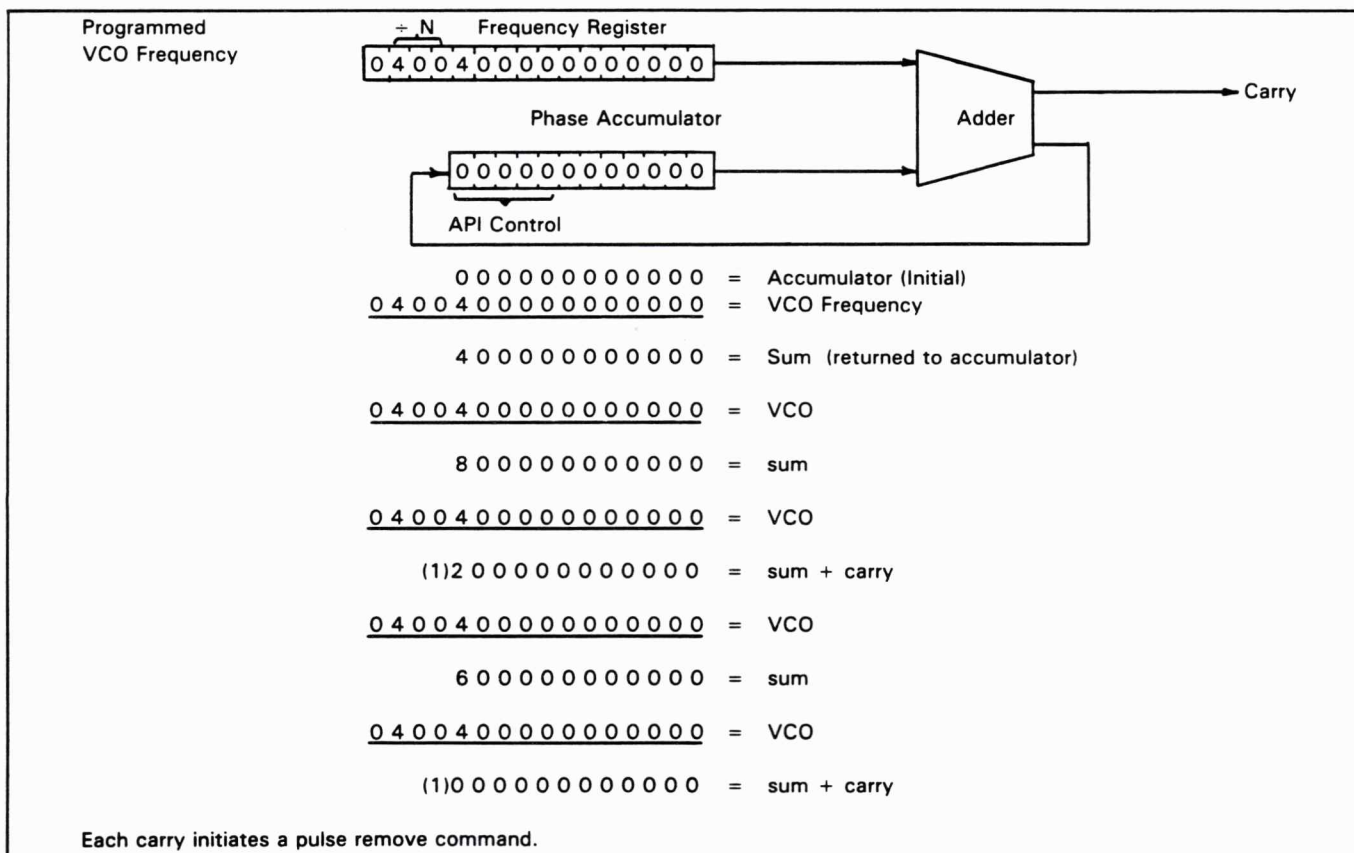 Programmed ÷ N Frequency Register
VCO Frequency
0 4 0 0 4 0 0 0 0 0 0 0 0 0 0 0
Carry
Phase Accumulator Adder
0 0 0 0 0 0 0 0 0 0 0 0
API Control
0 0 0 0 0 0 0 0 0 0 0 0 = Accumulator (Initial)
0 4 0 0 4 0 0 0 0 0 0 0 0 0 0 0 = VCO Frequency
4 0 0 0 0 0 0 0 0 0 0 0 = Sum (returned to accumulator)
0 4 0 0 4 0 0 0 0 0 0 0 0 0 0 0 = VCO
8 0 0 0 0 0 0 0 0 0 0 0 = sum
0 4 0 0 4 0 0 0 0 0 0 0 0 0 0 0 = VCO
(1)2 0 0 0 0 0 0 0 0 0 0 0 = sum + carry
0 4 0 0 4 0 0 0 0 0 0 0 0 0 0 0 = VCO
6 0 0 0 0 0 0 0 0 0 0 0 = sum
0 4 0 0 4 0 0 0 0 0 0 0 0 0 0 0 = VCO
(1)0 0 0 0 0 0 0 0 0 0 0 0 = sum + carry
Each carry initiates a pulse remove command.